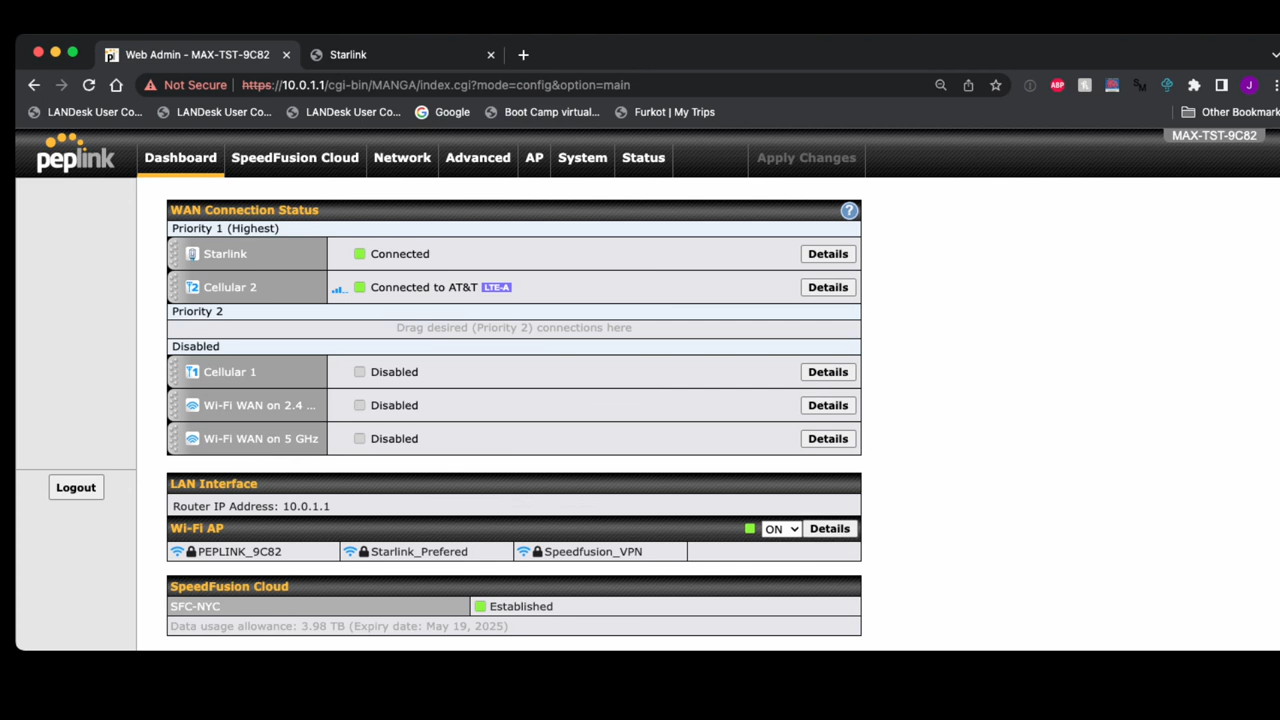 Web Admin - MAX-TST-9C82
Starlink
Not Secure https://10.0.1.1/cgi-bin/MANGA/index.cgi?mode=config&option=main
ABP
J
LANDesk User Co...
LANDesk User Co...
LANDesk User Co...
Google
Boot Camp virtual...
Furkot | My Trips
Other Bookmark
MAX-TST-9C82
peplink
Dashboard
SpeedFusion Cloud
Network
Advanced
AP
System
Status
Apply Changes
WAN Connection Status
?
Priority 1 (Highest)
Starlink Connected Details
Cellular 2 Connected to AT&T LTE-A Details
Priority 2
Drag desired (Priority 2) connections here
Disabled
Cellular 1 Disabled Details
Wi-Fi WAN on 2.4 ... Disabled Details
Wi-Fi WAN on 5 GHz Disabled Details
Logout
LAN Interface
Router IP Address: 10.0.1.1
Wi-Fi AP ON Details
PEPLINK_9C82 Starlink_Prefered Speedfusion_VPN
SpeedFusion Cloud
SFC-NYC Established
Data usage allowance: 3.98 TB (Expiry date: May 19, 2025)